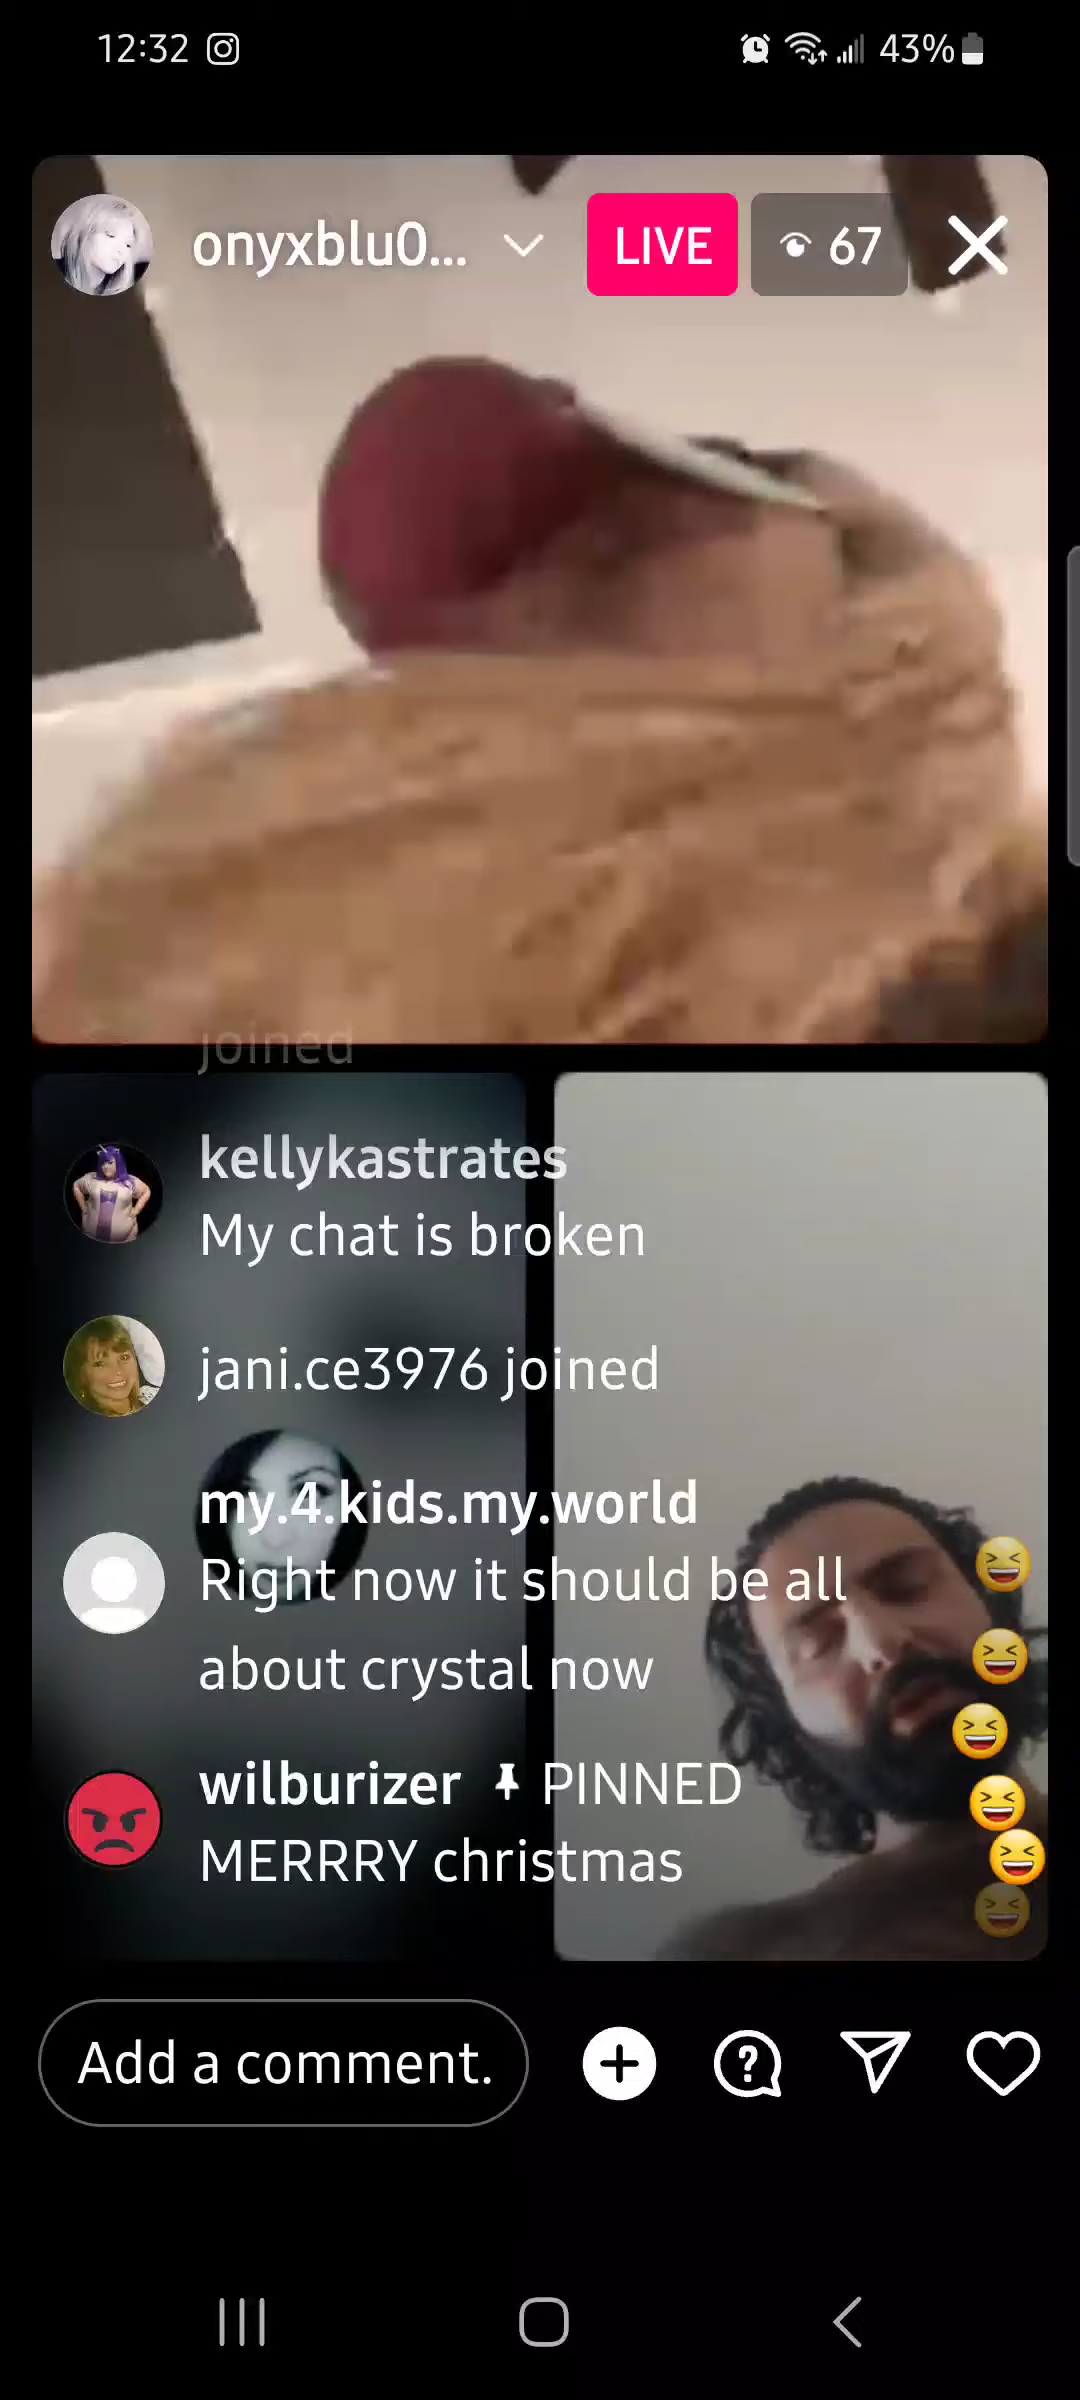 12:32
43%
onyxblu0...
LIVE
67
joined
kellykastrates
My chat is broken
jani.ce3976 joined
my.4.kids.my.world
Right now it should be all
about crystal now
wilburizer PINNED
MERRRY christmas
Add a comment.